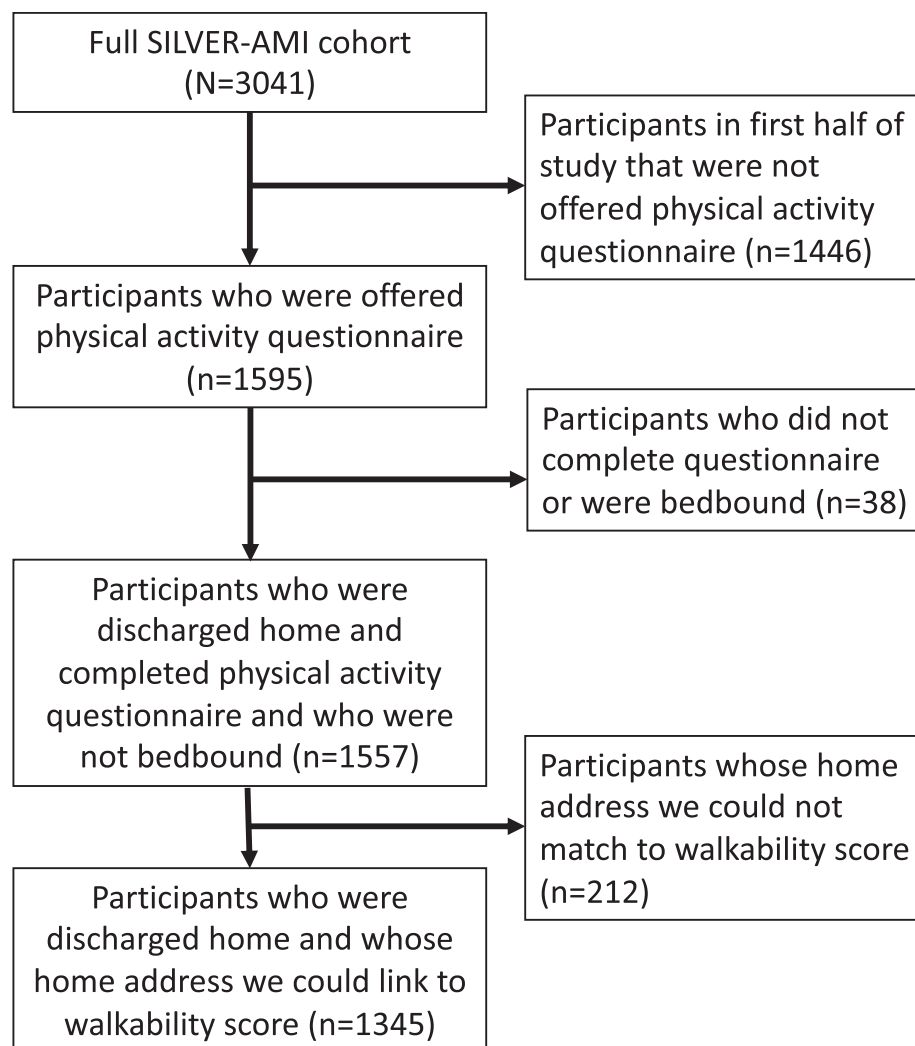 Full SILVER-AMI cohort
(N=3041)
Participants in first half of
study that were not
offered physical activity
questionnaire (n=1446)
Participants who were offered
physical activity questionnaire
(n=1595)
Participants who did not
complete questionnaire
or were bedbound (n=38)
Participants who were
discharged home and
completed physical activity
questionnaire and who were
not bedbound (n=1557)
Participants whose home
address we could not
match to walkability score
(n=212)
Participants who were
discharged home and whose
home address we could link to
walkability score (n=1345)